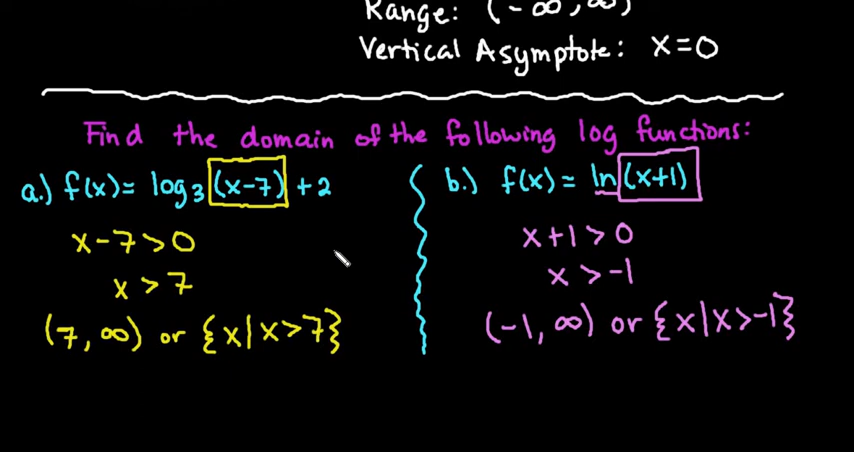 Range: (-∞, ∞)
Vertical Asymptote: x=0
Find the domain of the following log functions:
a.) f(x)= log₃ (x-7) +2
x-7>0
x > 7
(7, ∞) or {x|x>7}
b.) f(x) = ln (x+1)
x+1 > 0
x > -1
(-1, ∞) or {x|x>-1}